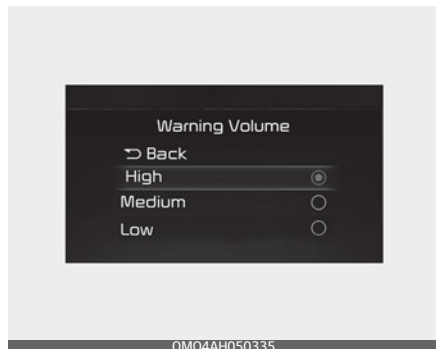 Warning Volume
Back
High
Medium
Low
OMQ4AH050335